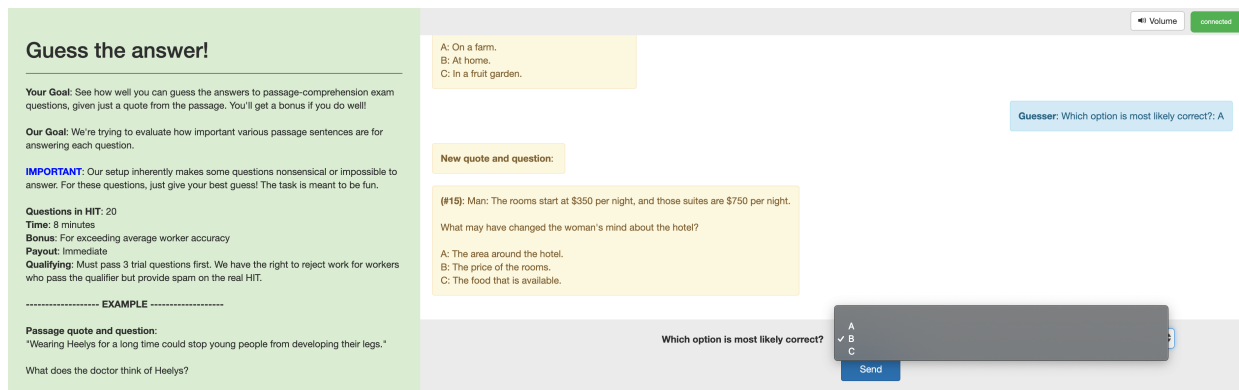 Guess the answer!
Your Goal: See how well you can guess the answers to passage-comprehension exam
questions, given just a quote from the passage. You'll get a bonus if you do well!
Our Goal: We're trying to evaluate how important various passage sentences are for
answering each question.
IMPORTANT: Our setup inherently makes some questions nonsensical or impossible to
answer. For these questions, just give your best guess! The task is meant to be fun.
Questions in HIT: 20
Time: 8 minutes
Bonus: For exceeding average worker accuracy
Payout: Immediate
Qualifying: Must pass 3 trial questions first. We have the right to reject work for workers
who pass the qualifier but provide spam on the real HIT.
------------------- EXAMPLE -------------------
Passage quote and question:
"Wearing Heelys for a long time could stop young people from developing their legs."
What does the doctor think of Heelys?
Volume
connected
A: On a farm.
B: At home.
C: In a fruit garden.
Guesser: Which option is most likely correct?: A
New quote and question:
(#15): Man: The rooms start at $350 per night, and those suites are $750 per night.
What may have changed the woman's mind about the hotel?
A: The area around the hotel.
B: The price of the rooms.
C: The food that is available.
Which option is most likely correct?
A
✓ B
C
Send